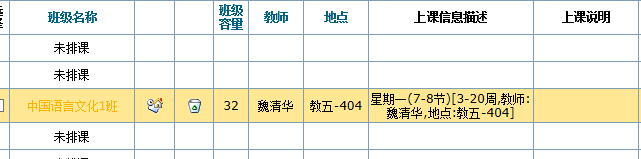 班级名称 班级容量 教师 地点 上课信息描述 上课说明
未排课
未排课
中国语言文化1班 32 魏清华 教五-404 星期一(7-8节)[3-20周,教师:魏清华,地点:教五-404]
未排课